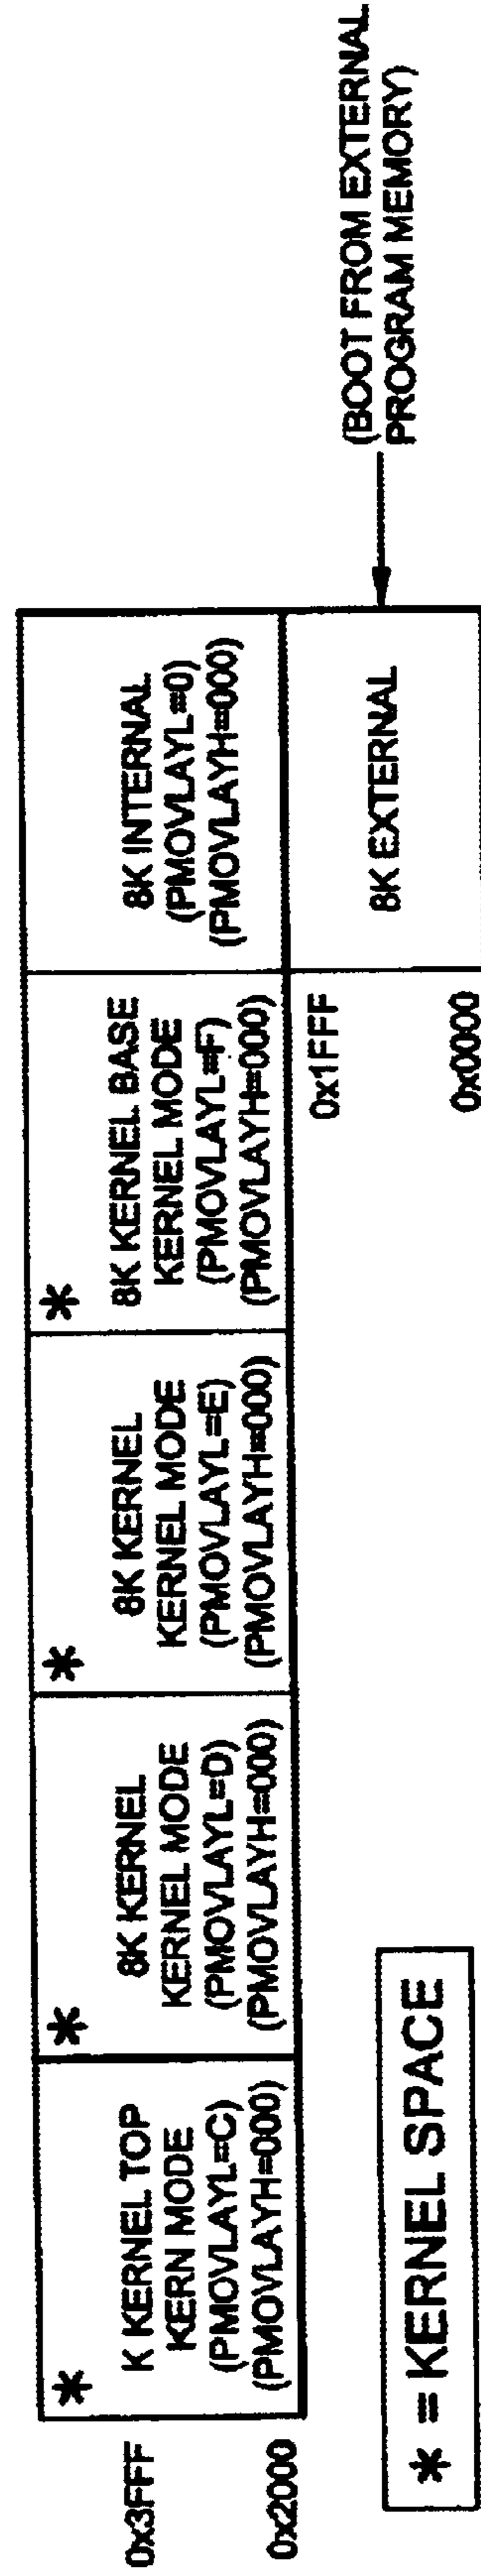 0x3FFF
0x2000
K KERNEL TOP
KERN MODE
(PMOVLAYL=C)
(PMOVLAYH=000)
8K KERNEL
KERNEL MODE
(PMOVLAYL=D)
(PMOVLAYH=000)
8K KERNEL
KERNEL MODE
(PMOVLAYL=E)
(PMOVLAYH=000)
8K KERNEL BASE
KERNEL MODE
(PMOVLAYL=F)
(PMOVLAYH=000)
8K INTERNAL
(PMOVLAYL=0)
(PMOVLAYH=000)
0x1FFF
0x0000
8K EXTERNAL
(BOOT FROM EXTERNAL
PROGRAM MEMORY)
* = KERNEL SPACE